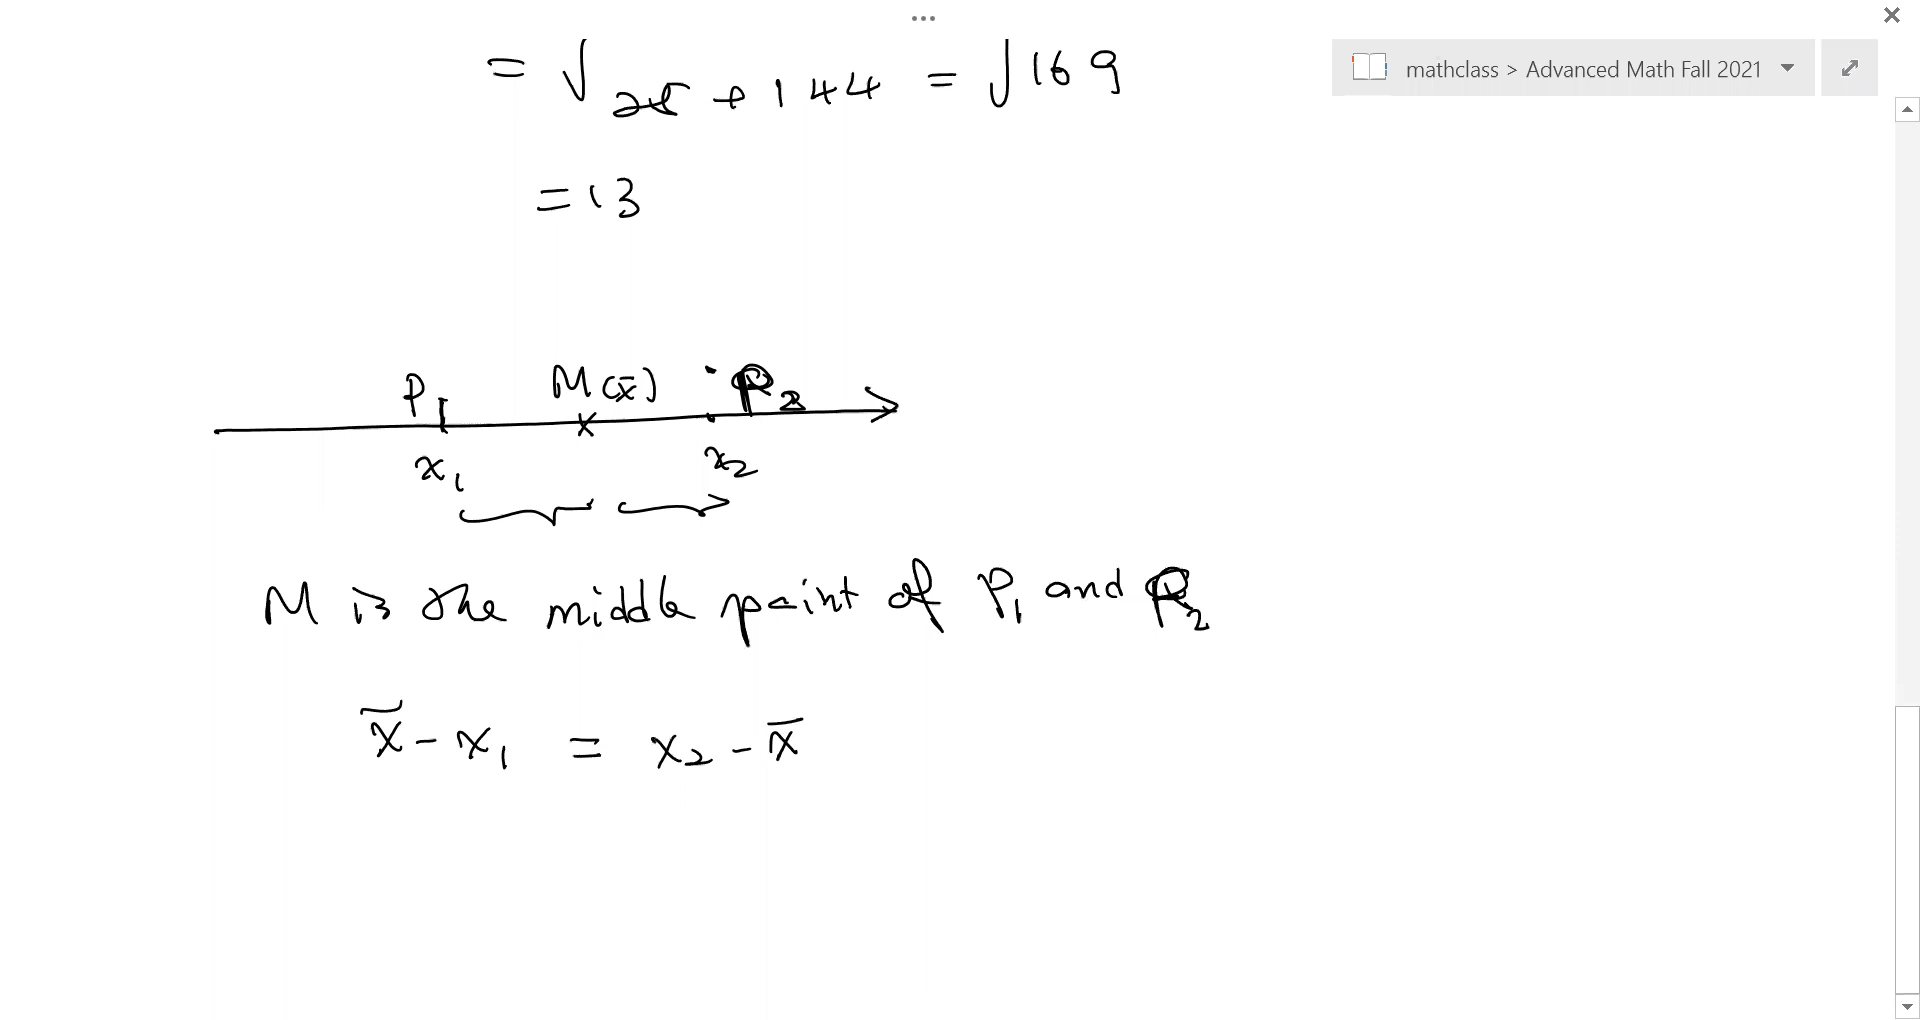 ...
mathclass > Advanced Math Fall 2021
= √25 + 144 = √169
= 13
P₁ M(x̄) P₂
x₁ x₂
M is the middle point of P₁ and P₂
x̄ - x₁ = x₂ - x̄